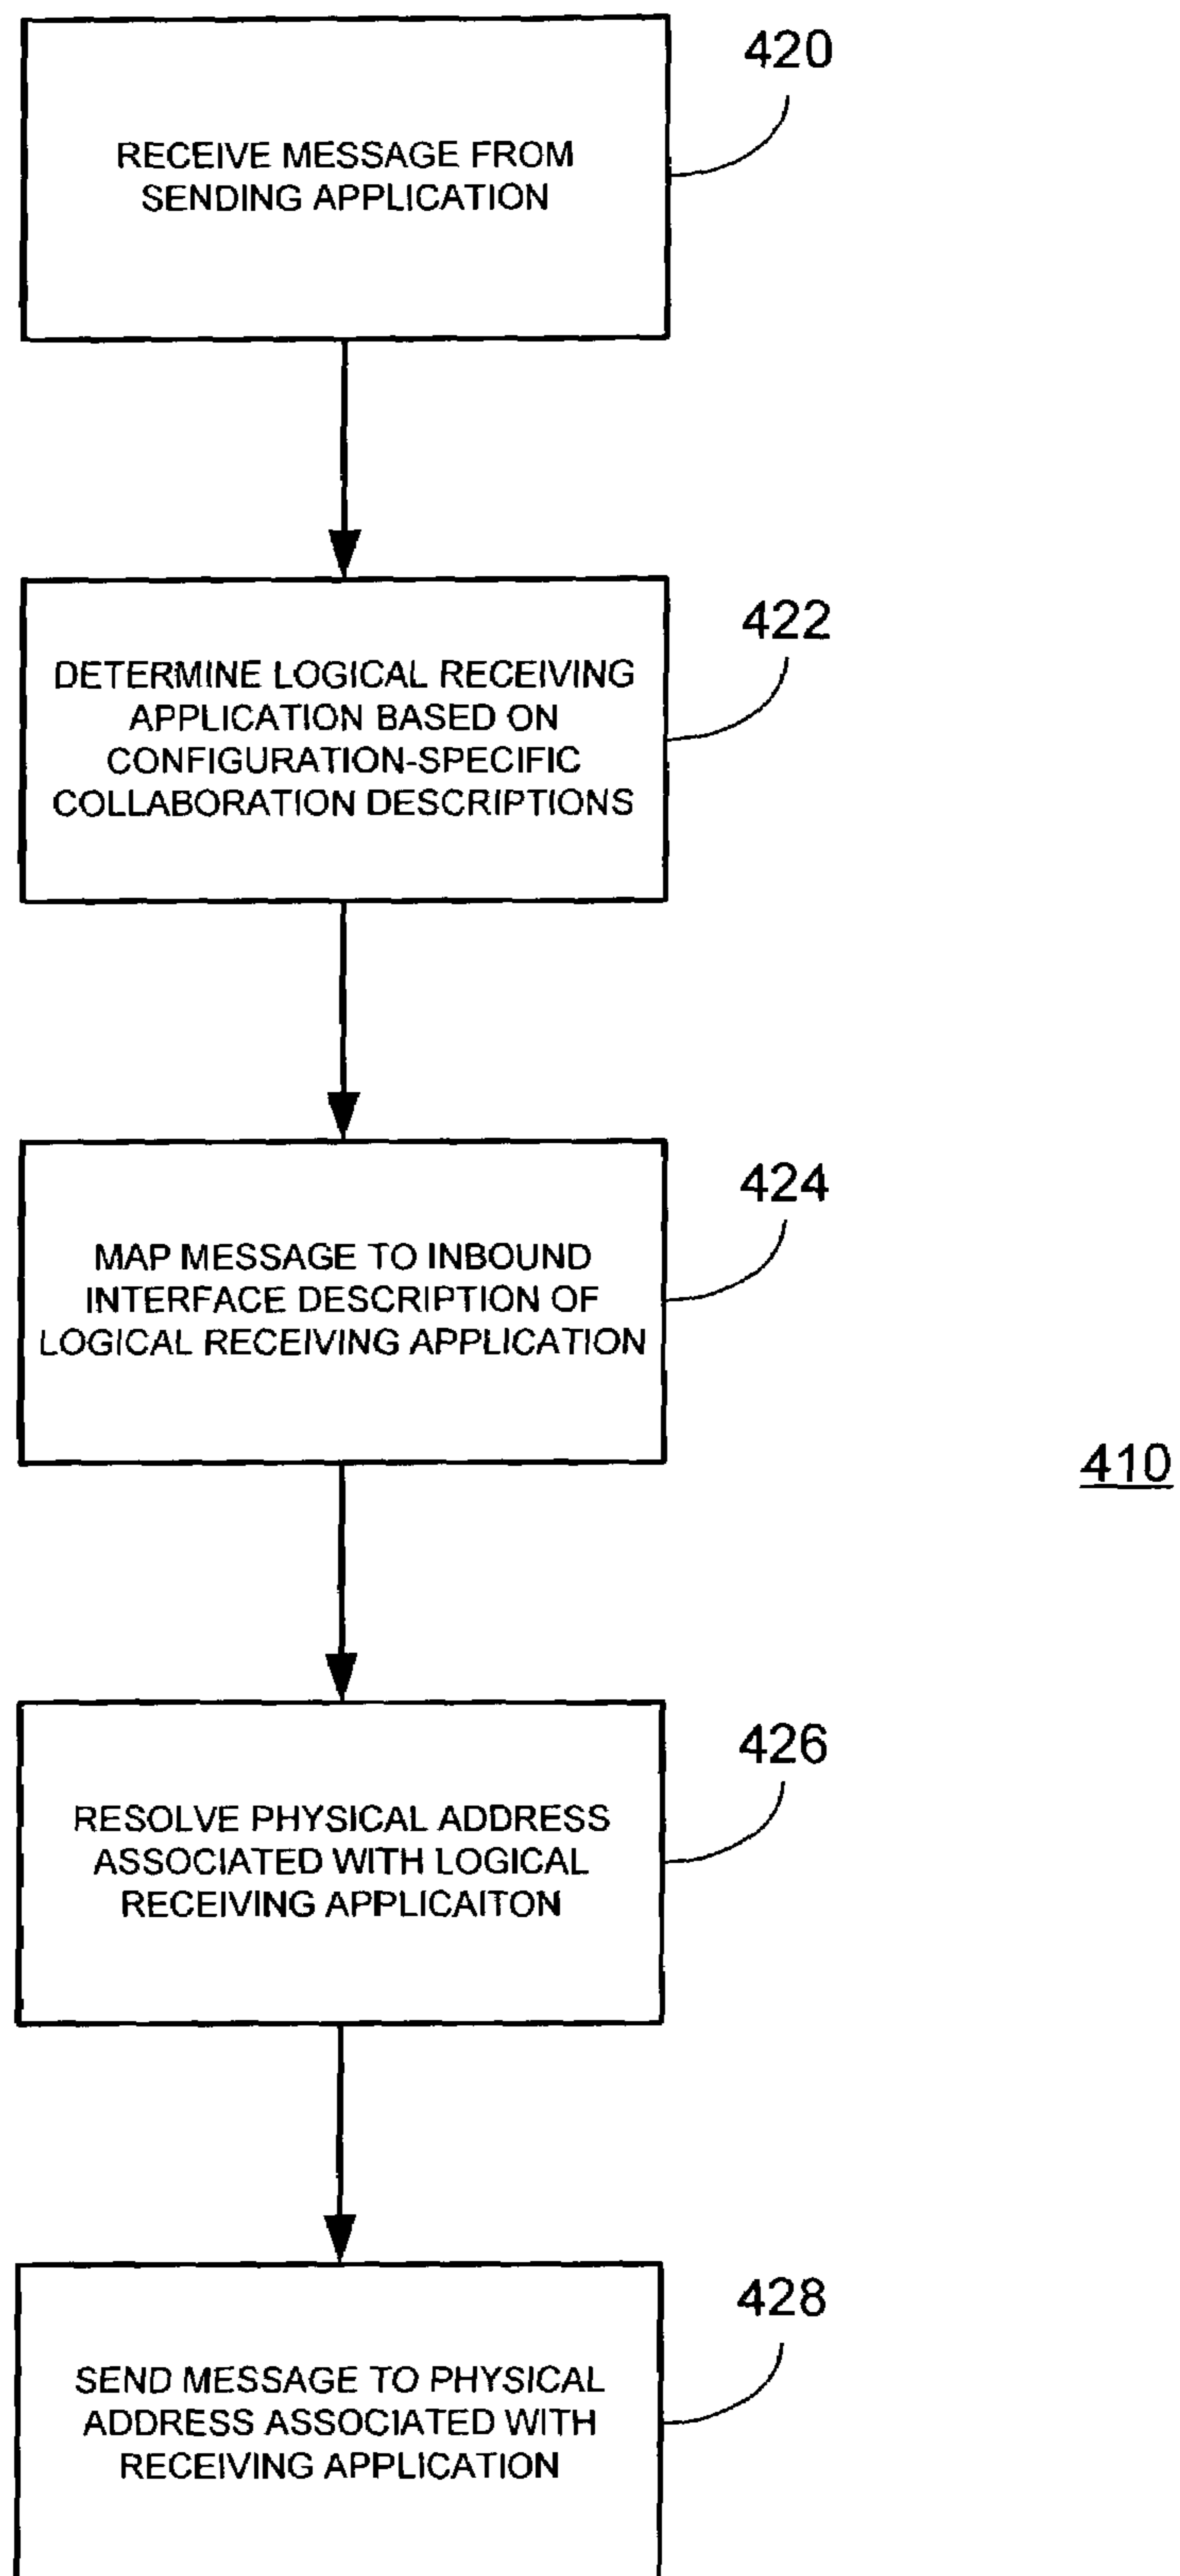 420
RECEIVE MESSAGE FROM
SENDING APPLICATION
422
DETERMINE LOGICAL RECEIVING
APPLICATION BASED ON
CONFIGURATION-SPECIFIC
COLLABORATION DESCRIPTIONS
424
MAP MESSAGE TO INBOUND
INTERFACE DESCRIPTION OF
LOGICAL RECEIVING APPLICATION
410
426
RESOLVE PHYSICAL ADDRESS
ASSOCIATED WITH LOGICAL
RECEIVING APPLICAITON
428
SEND MESSAGE TO PHYSICAL
ADDRESS ASSOCIATED WITH
RECEIVING APPLICATION